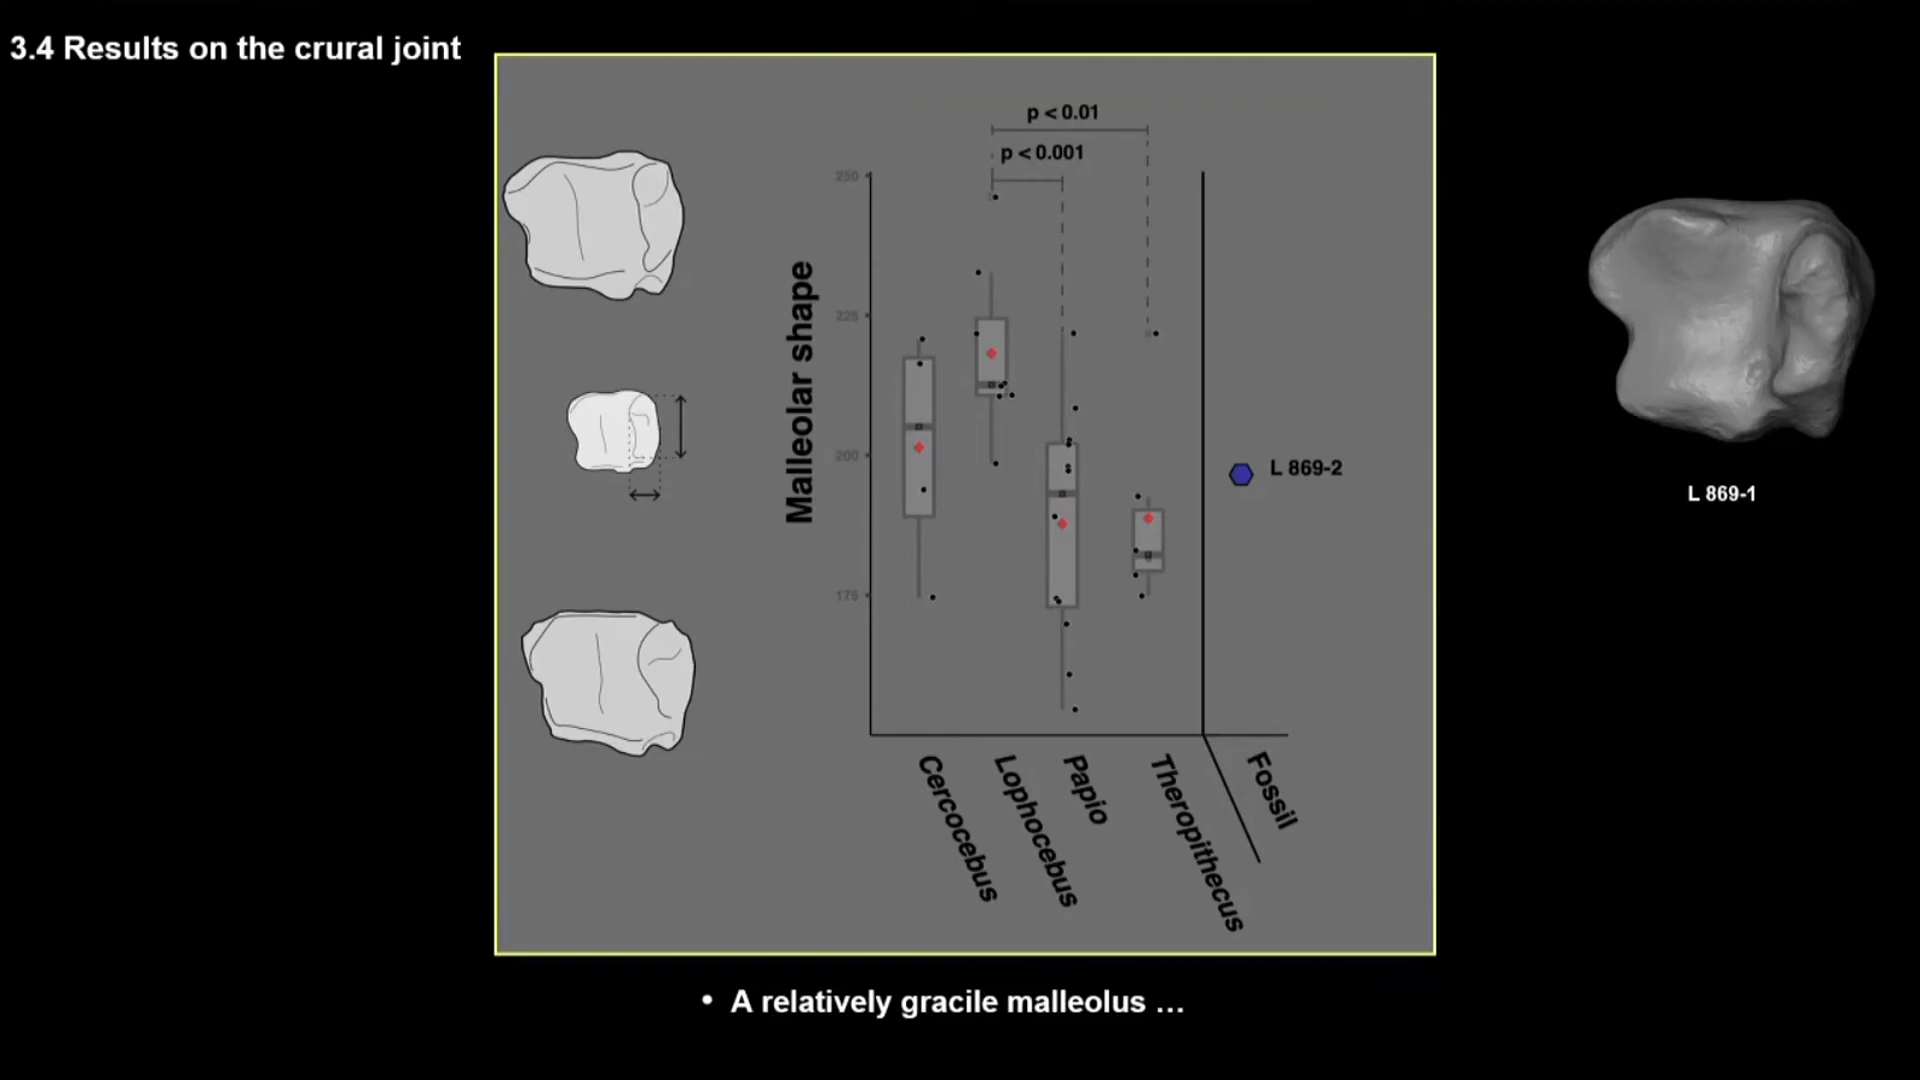 3.4 Results on the crural joint
p < 0.01
p < 0.001
250
225
200
175
Malleolar shape
L 869-2
L 869-1
Cercocebus
Lophocebus
Papio
Theropithecus
Fossil
• A relatively gracile malleolus …